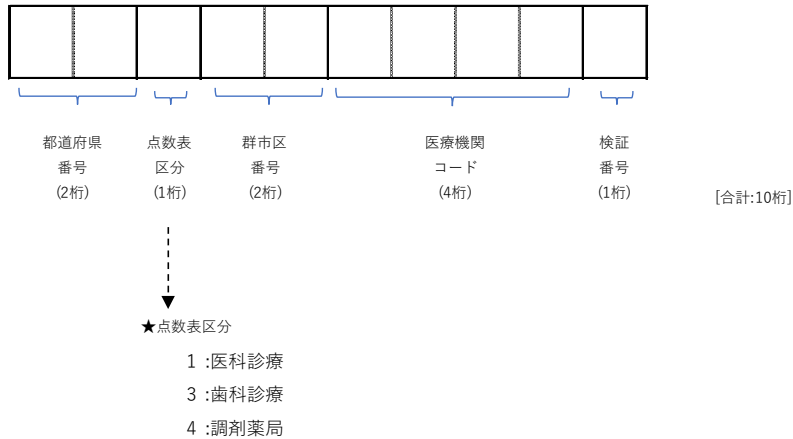 都道府県
番号
(2桁)
点数表
区分
(1桁)
群市区
番号
(2桁)
医療機関
コード
(4桁)
検証
番号
(1桁)
[合計:10桁]
★点数表区分
1 :医科診療
3 :歯科診療
4 :調剤薬局